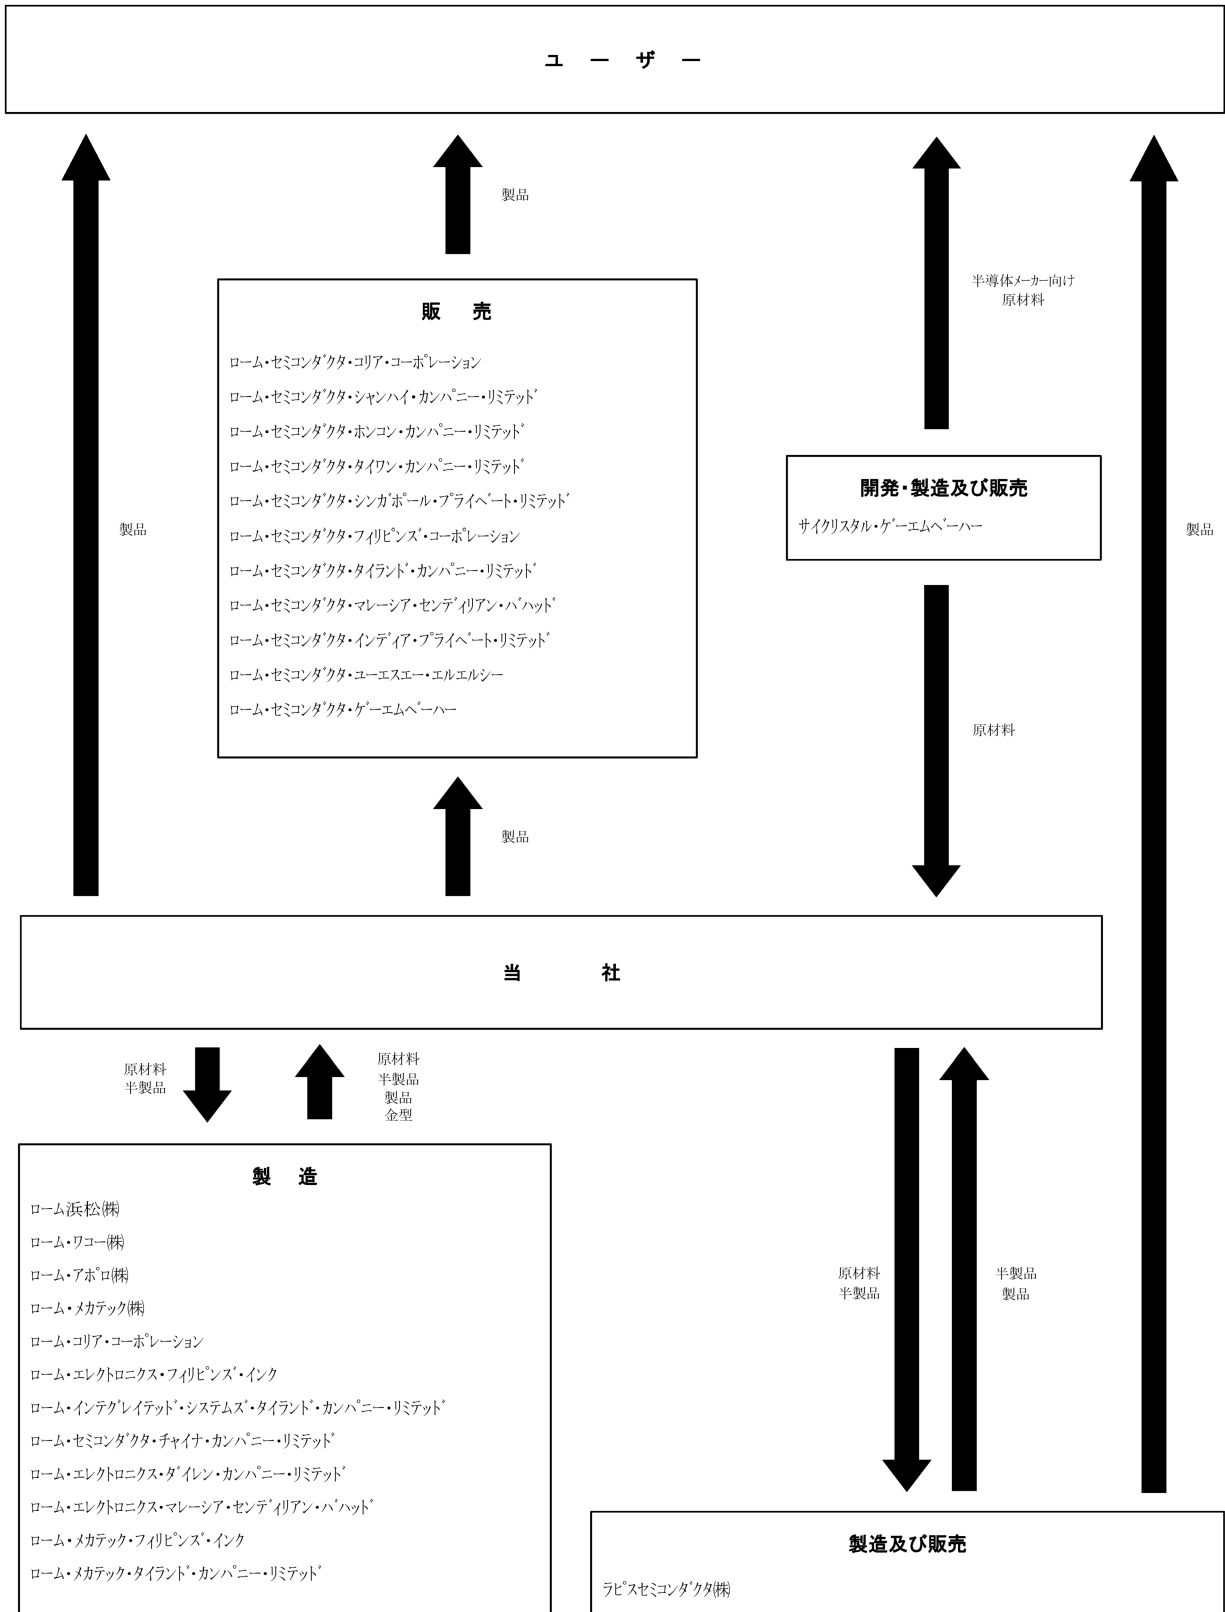 ユーザー
製品
半導体メーカー向け
原材料
販売
ローム・セミコンダクタ・コリア・コーポレーション
ローム・セミコンダクタ・シャンハイ・カンパニー・リミテッド
ローム・セミコンダクタ・ホンコン・カンパニー・リミテッド
ローム・セミコンダクタ・タイワン・カンパニー・リミテッド
ローム・セミコンダクタ・シンガポール・プライベート・リミテッド
ローム・セミコンダクタ・フィリピンズ・コーポレーション
ローム・セミコンダクタ・タイランド・カンパニー・リミテッド
ローム・セミコンダクタ・マレーシア・センディリアン・バハッド
ローム・セミコンダクタ・インディア・プライベート・リミテッド
ローム・セミコンダクタ・ユーエスエー・エルエルシー
ローム・セミコンダクタ・ゲーエムベーハー
開発・製造及び販売
サイクリスタル・ゲーエムベーハー
製品
製品
原材料
製品
当社
原材料
半製品
原材料
半製品
製品
金型
製造
ローム浜松㈱
ローム・ワコー㈱
ローム・アポロ㈱
ローム・メカテック㈱
ローム・コリア・コーポレーション
ローム・エレクトロニクス・フィリピンズ・インク
ローム・インテグレイテッド・システムズ・タイランド・カンパニー・リミテッド
ローム・セミコンダクタ・チャイナ・カンパニー・リミテッド
ローム・エレクトロニクス・ダイレン・カンパニー・リミテッド
ローム・エレクトロニクス・マレーシア・センディリアン・バハッド
ローム・メカテック・フィリピンズ・インク
ローム・メカテック・タイランド・カンパニー・リミテッド
原材料
半製品
半製品
製品
製造及び販売
ラピスセミコンダクタ㈱